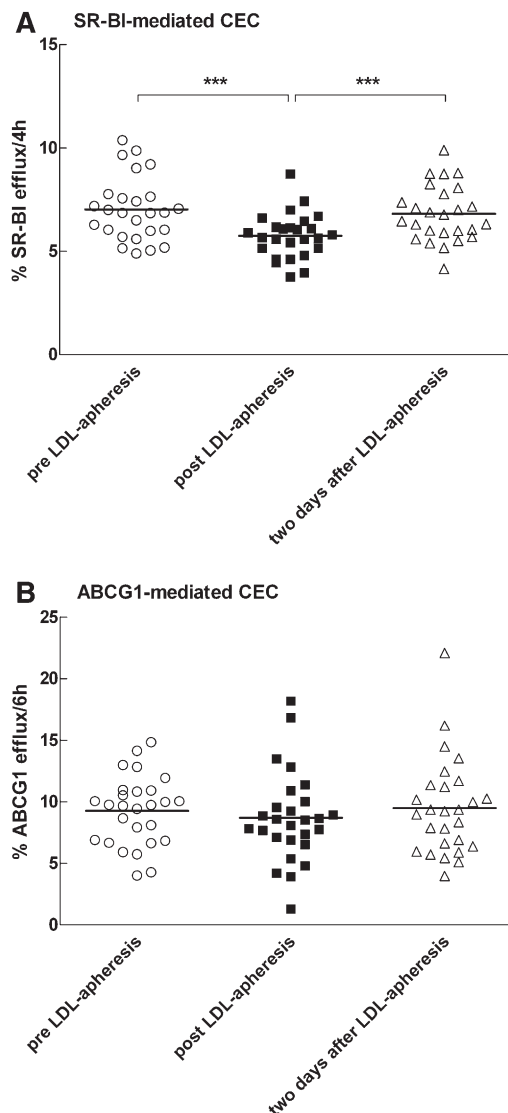 A SR-BI-mediated CEC
% SR-BI efflux/4h
15
10
5
0
***
***
pre LDL-apheresis
post LDL-apheresis
two days after LDL-apheresis
B ABCG1-mediated CEC
% ABCG1 efflux/6h
25
20
15
10
5
0
pre LDL-apheresis
post LDL-apheresis
two days after LDL-apheresis